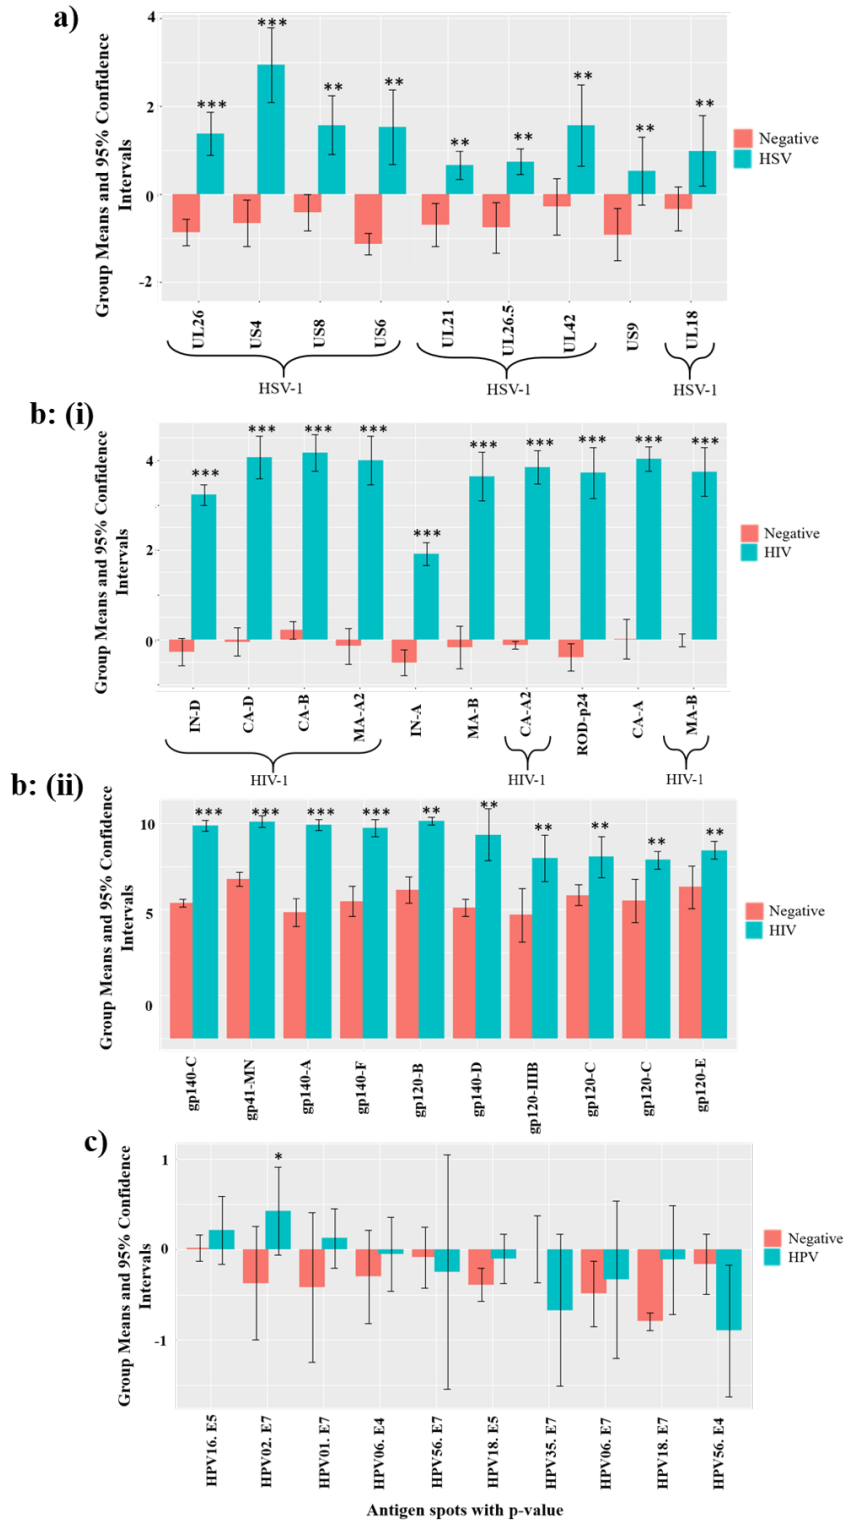 a)
Group Means and 95% Confidence
Intervals
4
2
0
-2
*** *** ** ** ** ** ** ** **
Negative
HSV
UL26 US4 US8 US6 UL21 UL26.5 UL42 US9 UL18
HSV-1 HSV-1 HSV-1
b: (i)
Group Means and 95% Confidence
Intervals
4
2
0
*** *** *** *** *** *** *** *** *** ***
Negative
HIV
IN-D CA-D CA-B MA-A2 IN-A MA-B CA-A2 ROD-p24 CA-A MA-B
HIV-1 HIV-1 HIV-1
b: (ii)
Group Means and 95% Confidence
Intervals
10
5
0
*** *** *** *** ** ** ** ** ** **
Negative
HIV
gp140-C gp41-MN gp140-A gp140-F gp120-B gp140-D gp120-IIIB gp120-C gp120-C gp120-E
c)
Group Means and 95% Confidence
Intervals
1
0
-1
*
Negative
HPV
HPV16. E5 HPV02. E7 HPV01. E7 HPV06. E4 HPV56. E7 HPV18. E5 HPV35. E7 HPV06. E7 HPV18. E7 HPV56. E4
Antigen spots with p-value